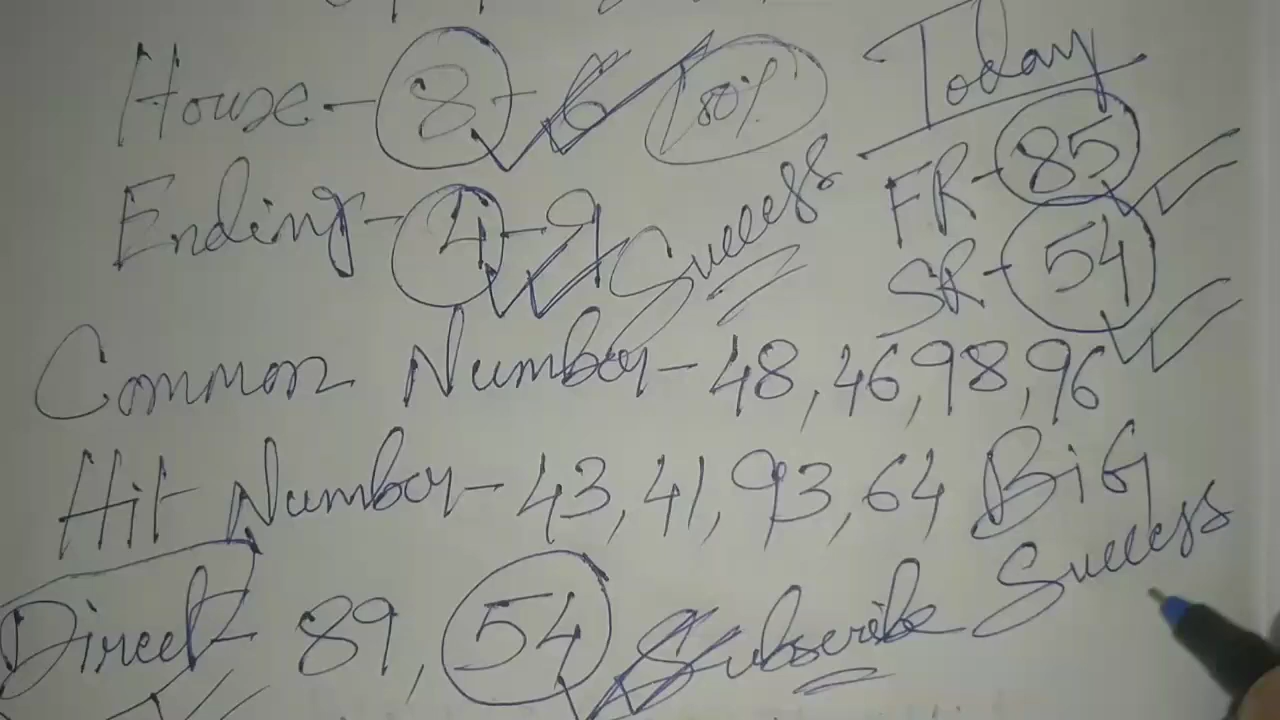 House - 8 - 6 80%
Ending - 4 - 9 Success
Today
FR - 85
SR - 54
Common Number - 48, 46, 98, 96
Hit Number - 43, 41, 93, 64
BiG Success
Direct 89, 54 Subscribe